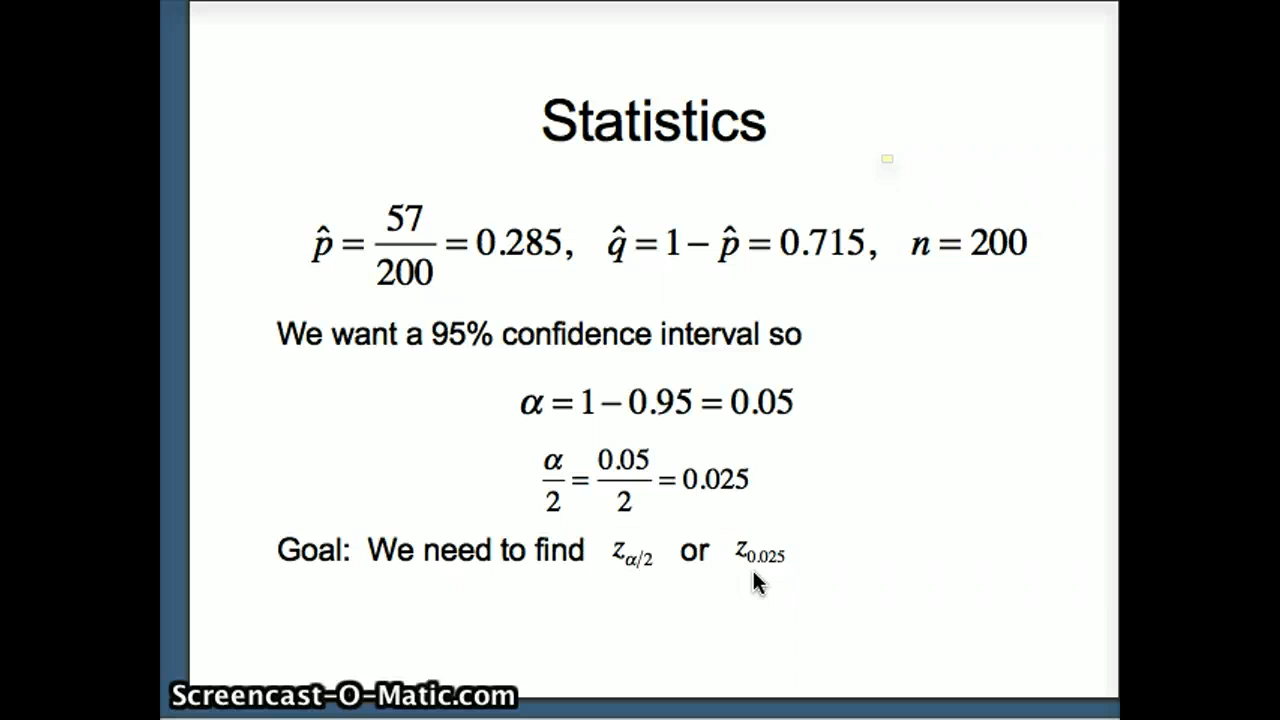 Statistics
p̂ = 57/200 = 0.285, q̂ = 1 − p̂ = 0.715, n = 200
We want a 95% confidence interval so
α = 1 − 0.95 = 0.05
α/2 = 0.05/2 = 0.025
Goal: We need to find z_{α/2} or z_{0.025}
Screencast-O-Matic.com